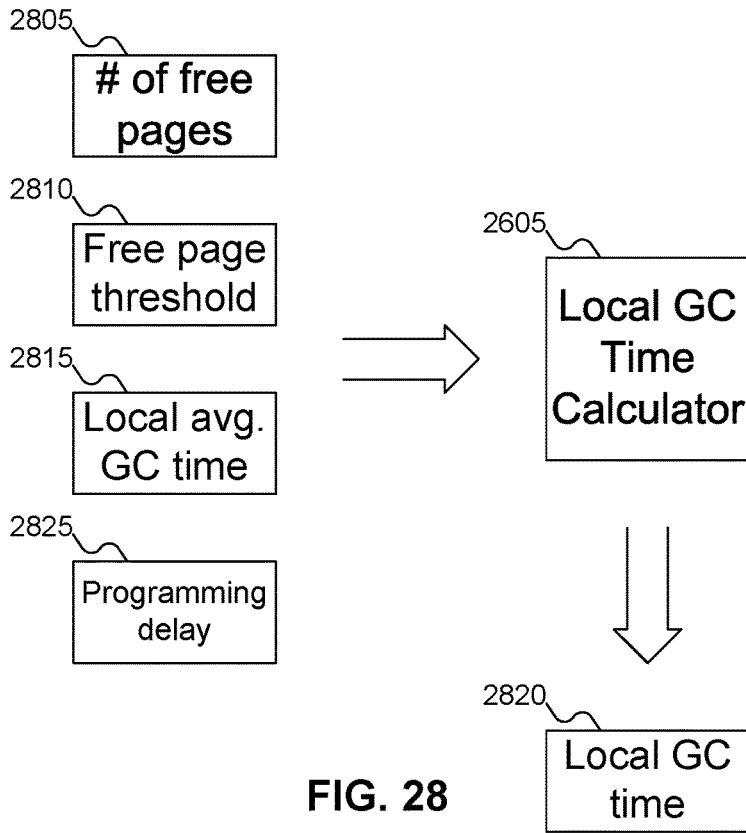 2805
# of free
pages
2810
Free page
threshold
2815
Local avg.
GC time
2825
Programming
delay
2605
Local GC
Time
Calculator
2820
Local GC
time
FIG. 28